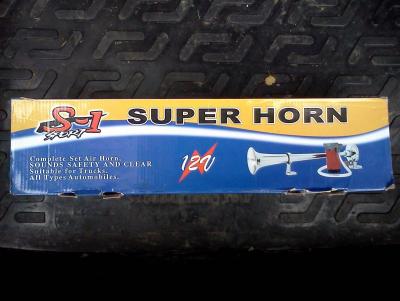 S-1
SPORT
SUPER HORN
Complete Set Air Horn.
SOUNDS SAFETY AND CLEAR
Suitable for Trucks.
All Types Automobiles.
12V